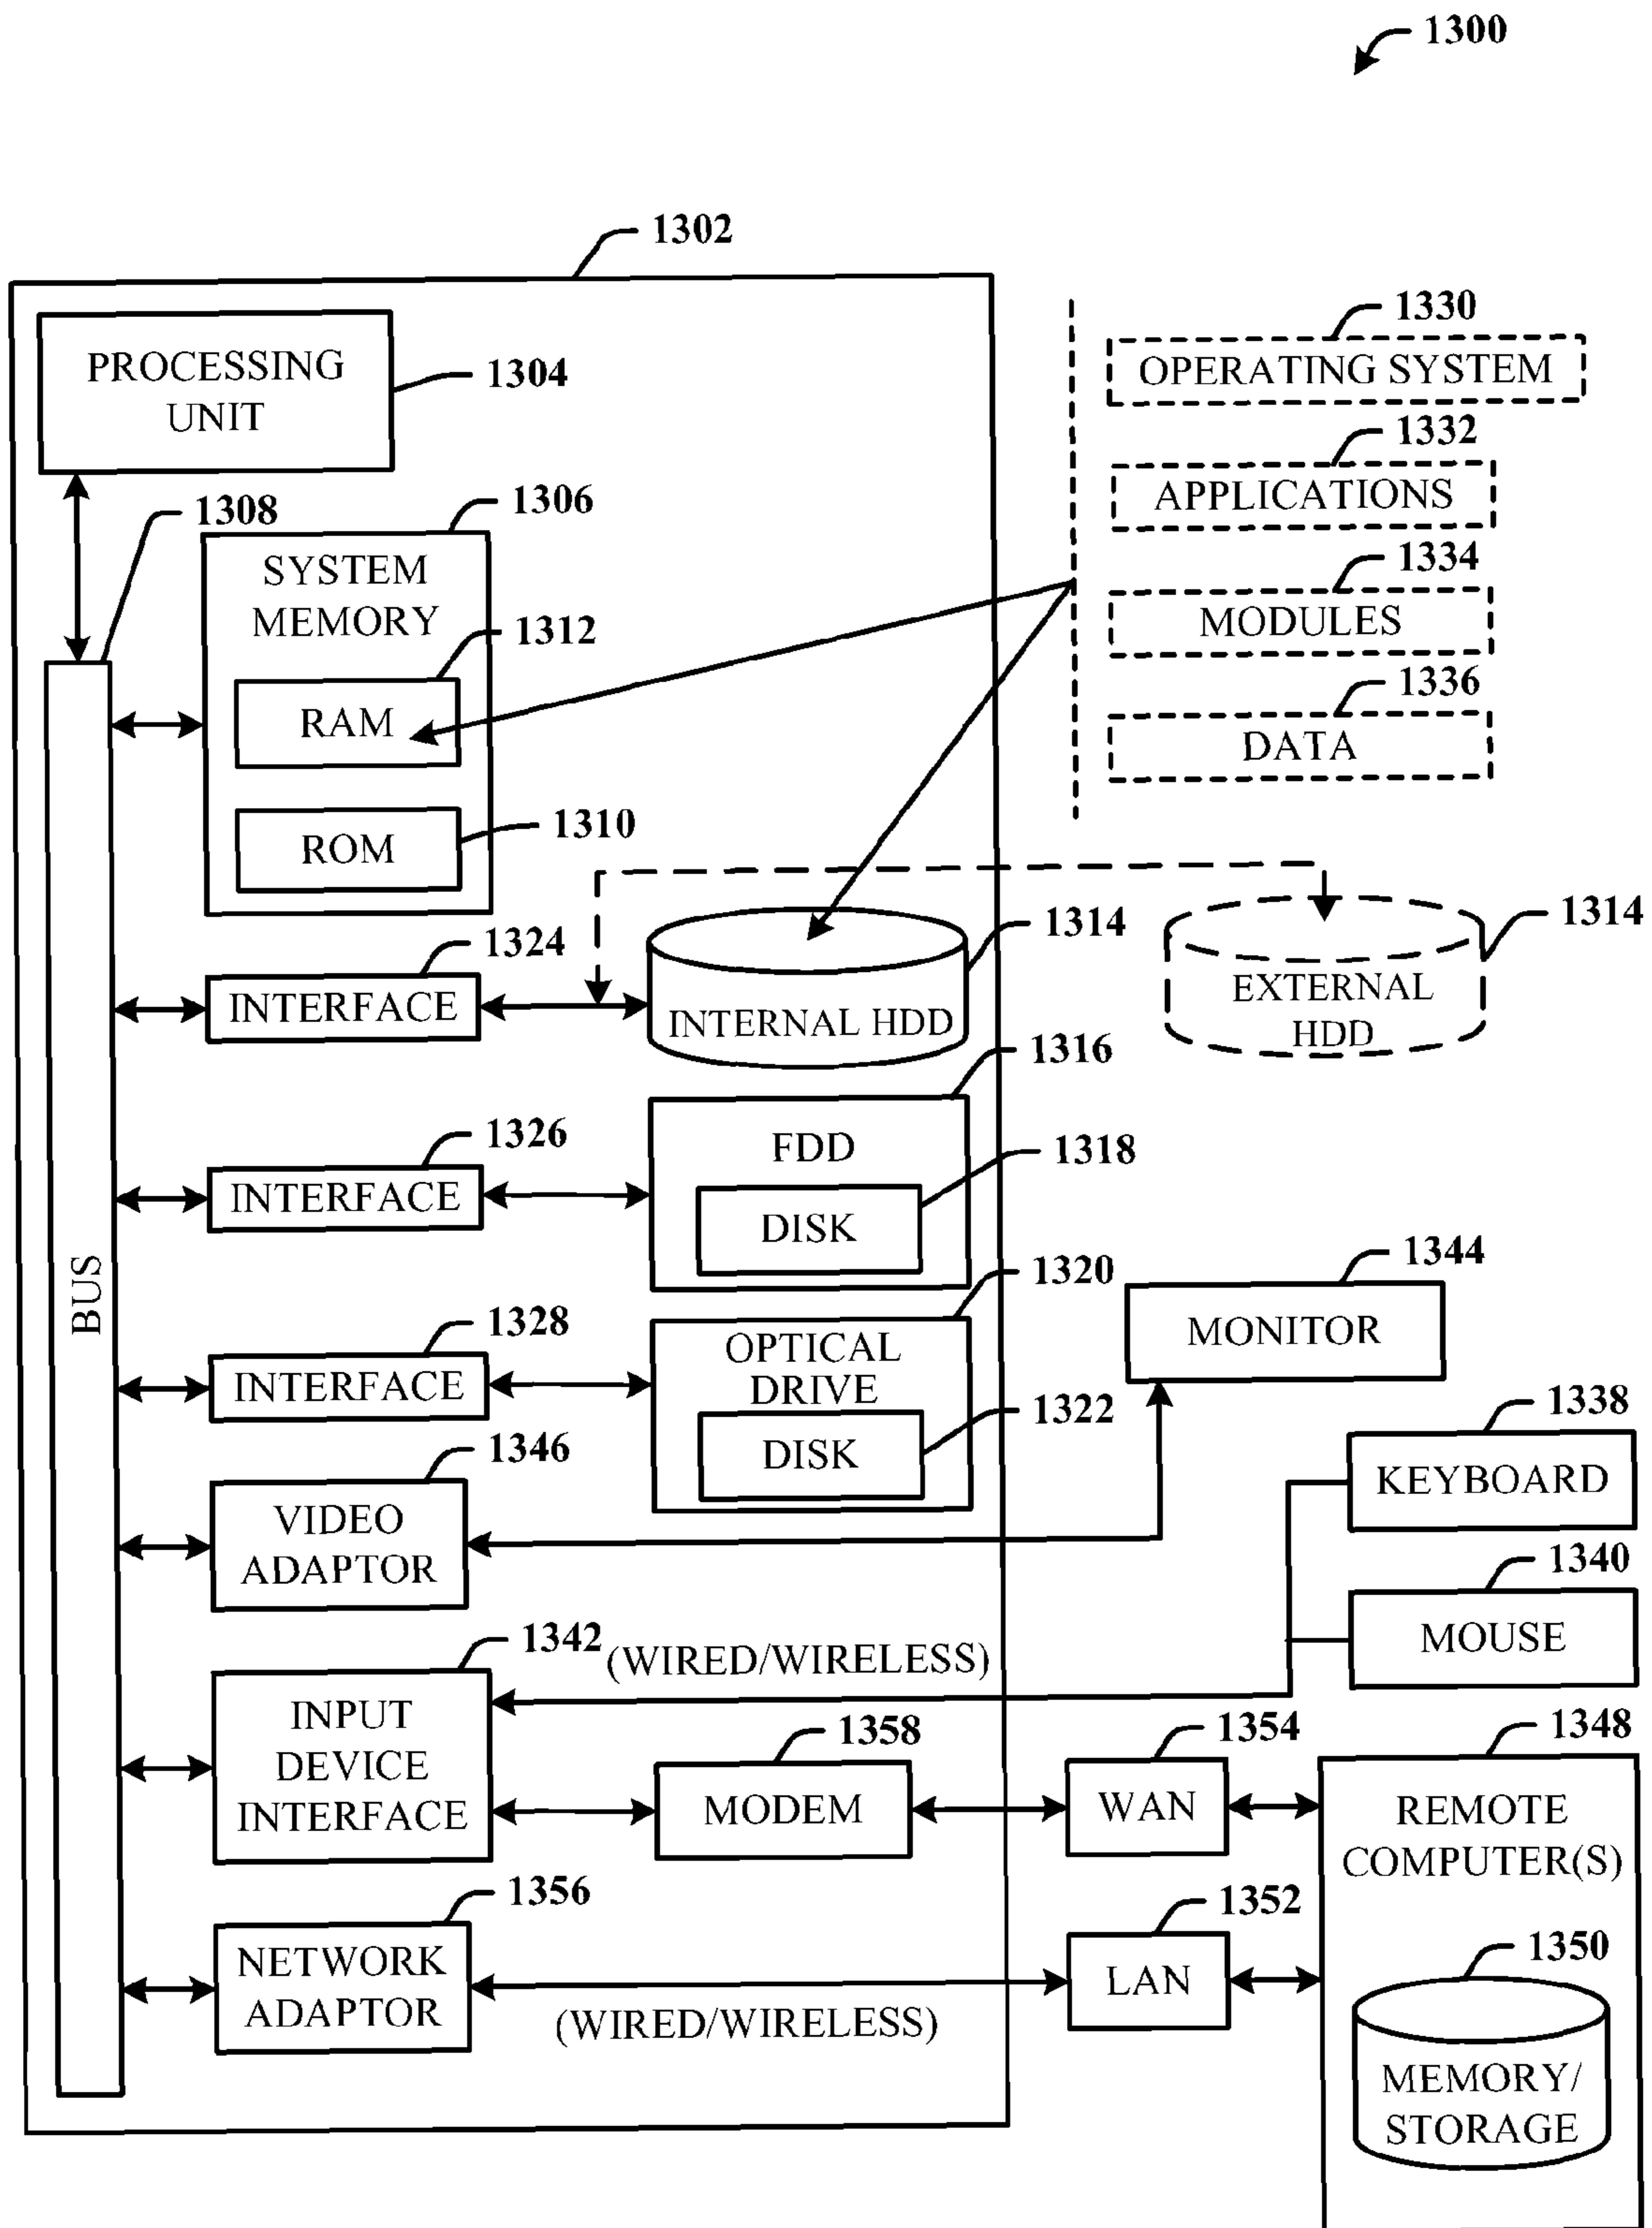 1300
1302
PROCESSING
UNIT
1304
1330
OPERATING SYSTEM
1332
APPLICATIONS
1334
MODULES
1336
DATA
1308
1306
SYSTEM
MEMORY
1312
RAM
1310
ROM
1324
INTERFACE
1314
INTERNAL HDD
1314
EXTERNAL
HDD
1316
FDD
1326
INTERFACE
1318
DISK
BUS
1320
OPTICAL
DRIVE
1328
INTERFACE
1322
DISK
1344
MONITOR
1338
KEYBOARD
1346
VIDEO
ADAPTOR
1340
MOUSE
1342
(WIRED/WIRELESS)
INPUT
DEVICE
INTERFACE
1358
MODEM
1354
WAN
1348
REMOTE
COMPUTER(S)
1356
NETWORK
ADAPTOR
(WIRED/WIRELESS)
1352
LAN
1350
MEMORY/
STORAGE